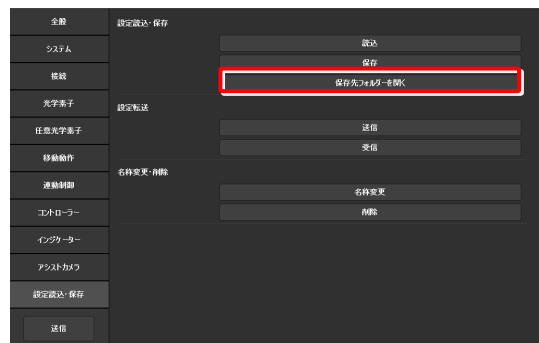 全般
システム
接続
光学素子
任意光学素子
移動動作
連動制御
コントローラー
インジケーター
アシストカメラ
設定読込・保存
送信
設定読込・保存
読込
保存
保存先フォルダーを開く
設定転送
送信
受信
名称変更・削除
名称変更
削除